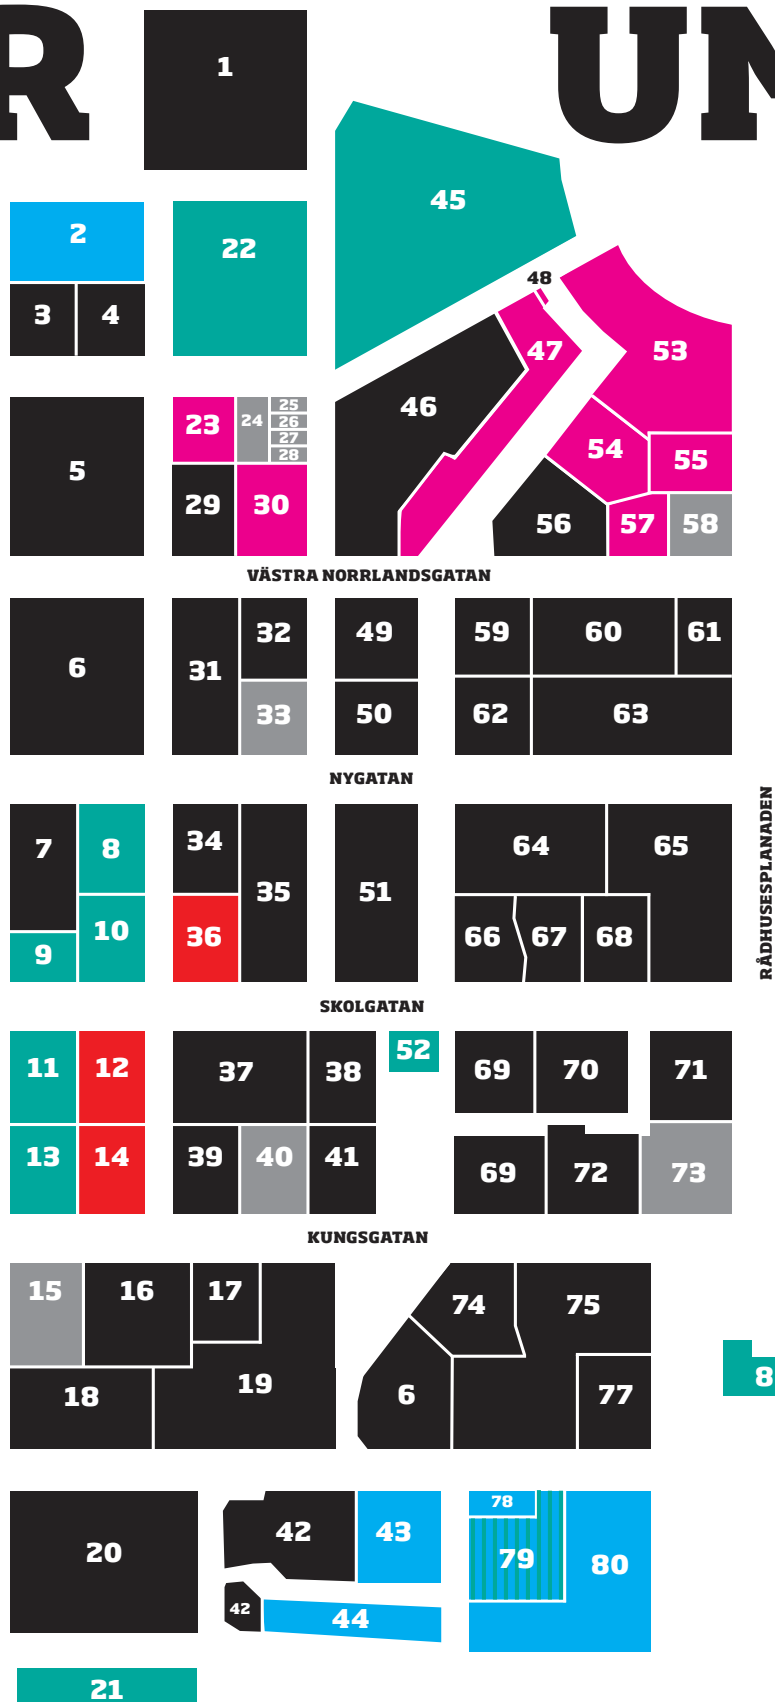 R UN
1
45
2
22
3 4
48
47
53
46
23 24 25
26
27
28
5
54
55
29 30
56 57 58
VÄSTRA NORRLANDSGATAN
6 31 32 49 59 60 61
33 50 62 63
NYGATAN
RÅDHUSESPLANADEN
7 8 34 35 51 64 65
9 10 36 66 67 68
SKOLGATAN
11 12 37 38 52 69 70 71
13 14 39 40 41 69 72 73
KUNGSGATAN
15 16 17 74 75
18 19 6 77 8
20 42 43 78
79 80
42 44
21